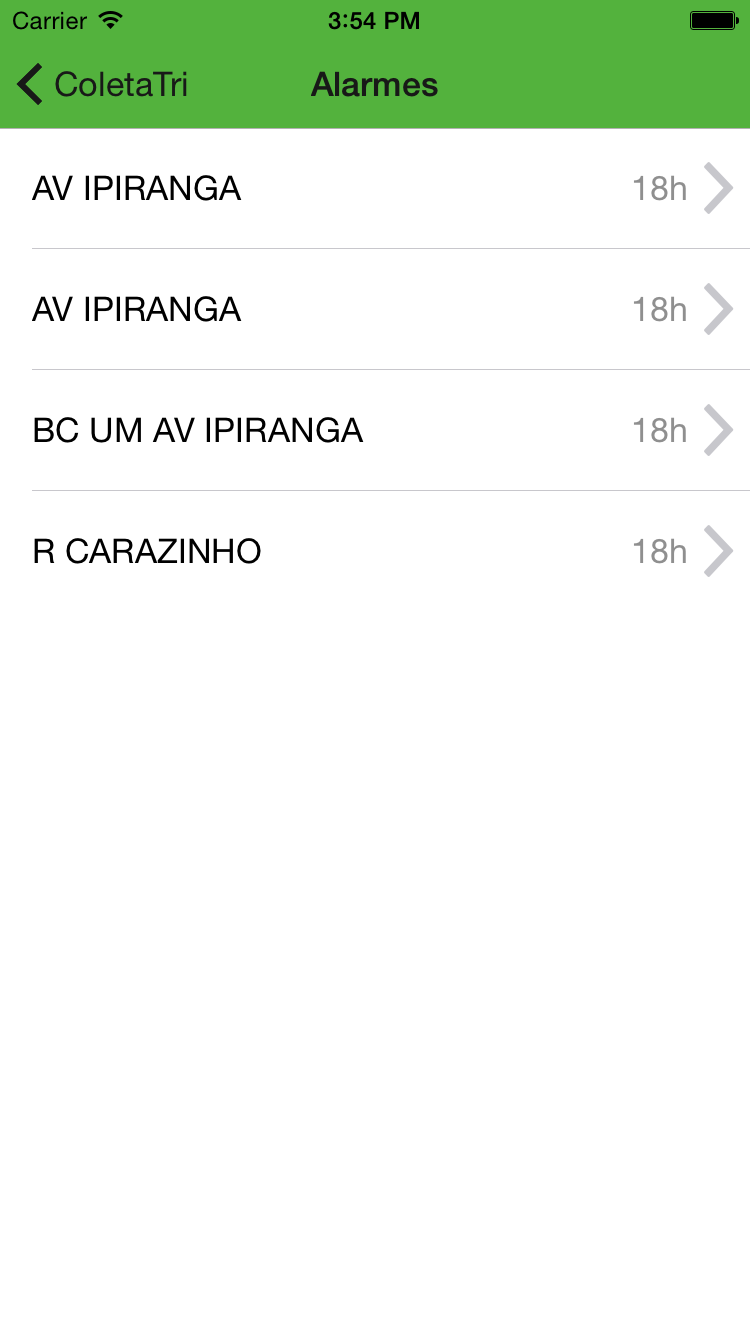 Carrier 3:54 PM
ColetaTri Alarmes
AV IPIRANGA 18h
AV IPIRANGA 18h
BC UM AV IPIRANGA 18h
R CARAZINHO 18h